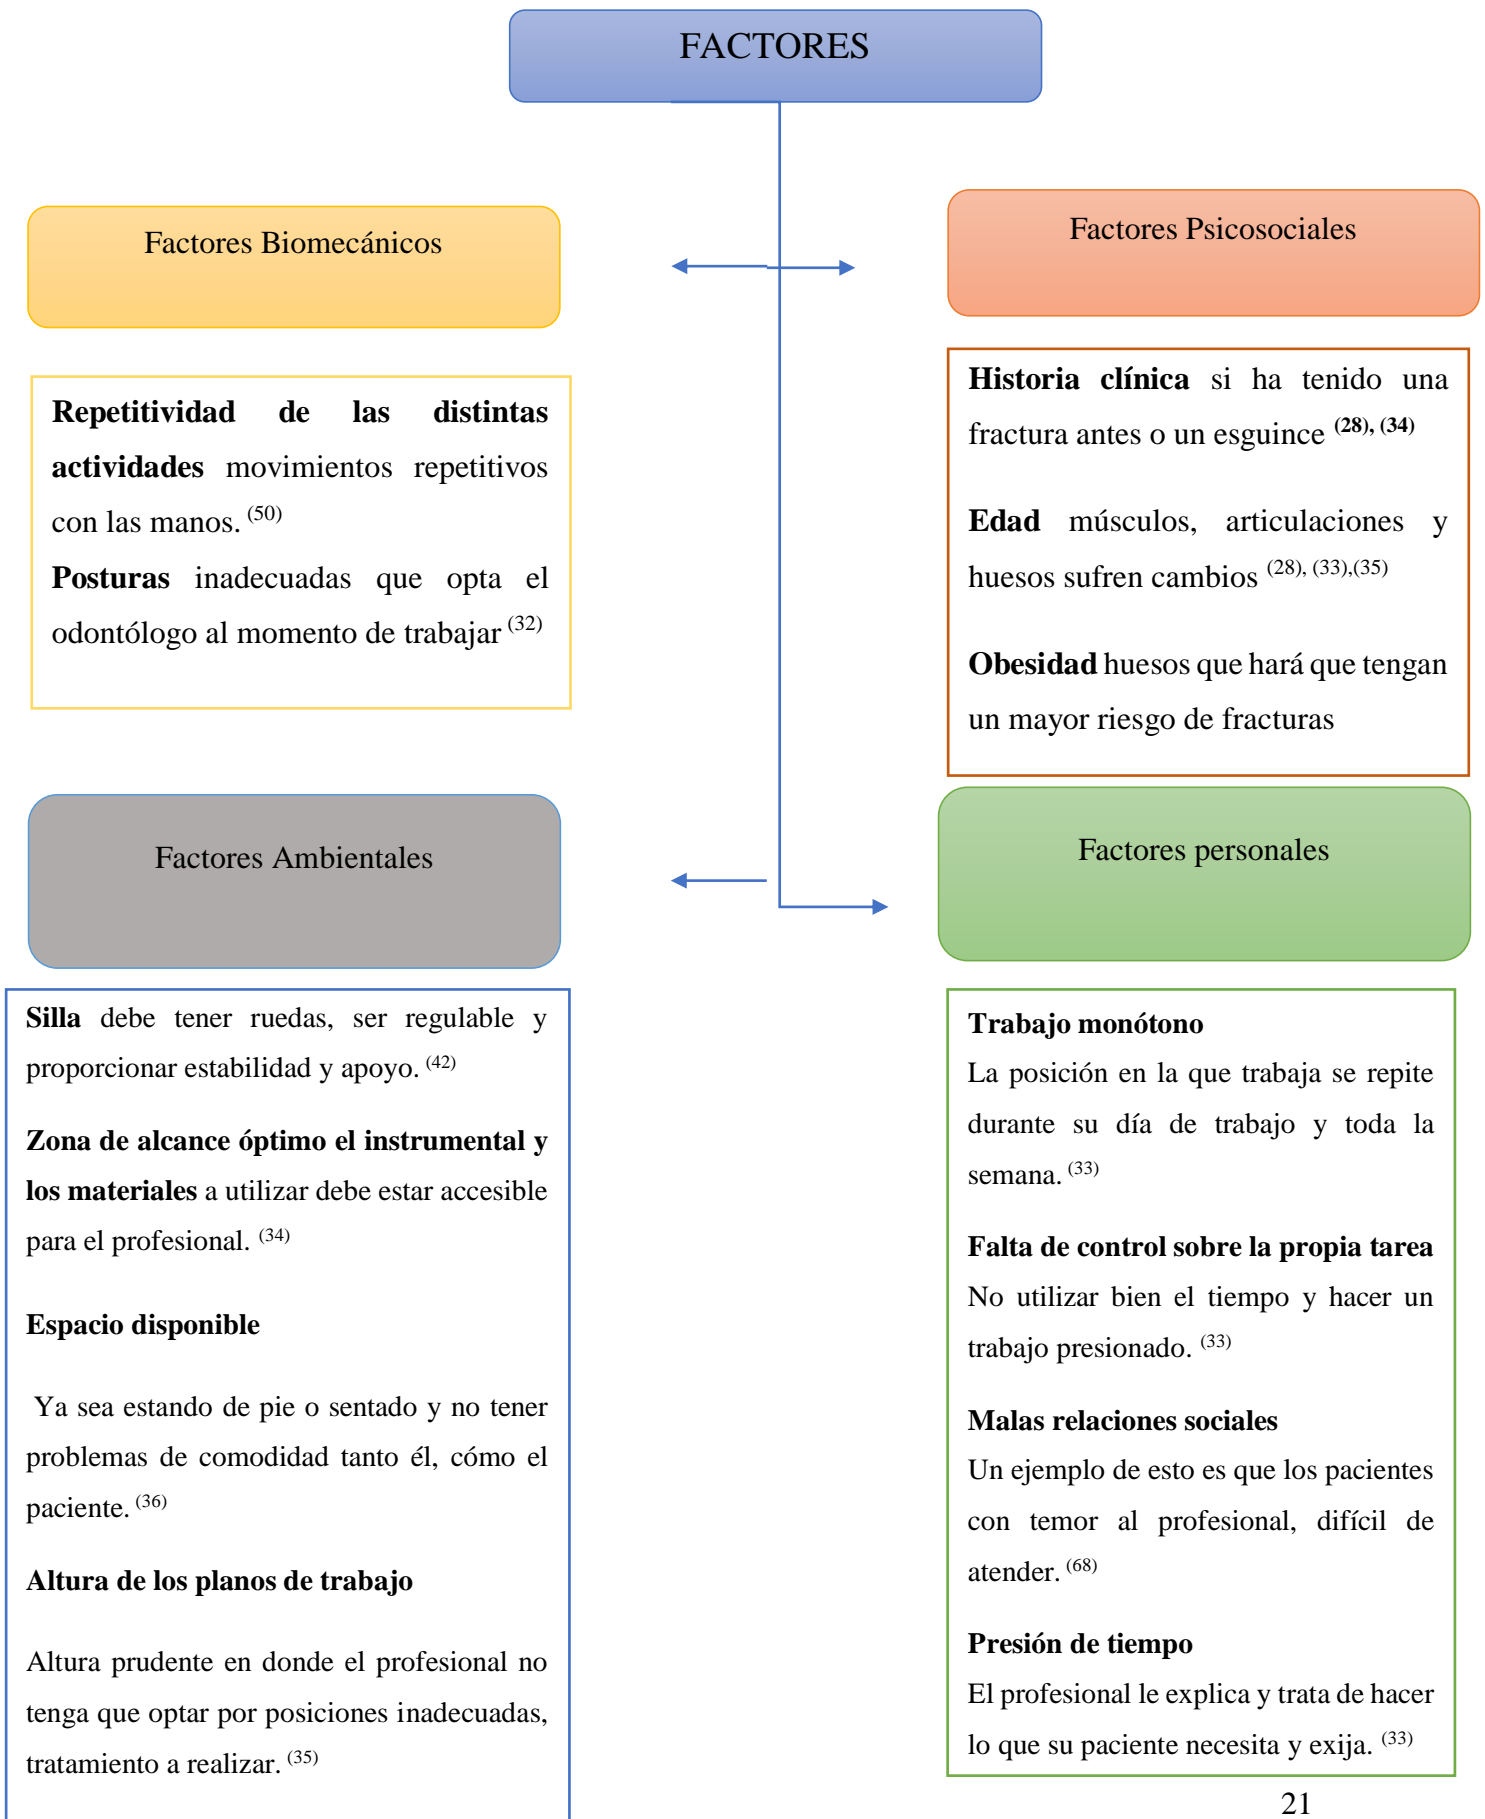 FACTORES
Factores Biomecánicos
Repetitividad de las distintas
actividades movimientos repetitivos
con las manos. (50)
Posturas inadecuadas que opta el
odontólogo al momento de trabajar (32)
Factores Psicosociales
Historia clínica si ha tenido una
fractura antes o un esguince (28), (34)
Edad músculos, articulaciones y
huesos sufren cambios (28), (33),(35)
Obesidad huesos que hará que tengan
un mayor riesgo de fracturas
Factores Ambientales
Silla debe tener ruedas, ser regulable y
proporcionar estabilidad y apoyo. (42)
Zona de alcance óptimo el instrumental y
los materiales a utilizar debe estar accesible
para el profesional. (34)
Espacio disponible
Ya sea estando de pie o sentado y no tener
problemas de comodidad tanto él, cómo el
paciente. (36)
Altura de los planos de trabajo
Altura prudente en donde el profesional no
tenga que optar por posiciones inadecuadas,
tratamiento a realizar. (35)
Factores personales
Trabajo monótono
La posición en la que trabaja se repite
durante su día de trabajo y toda la
semana. (33)
Falta de control sobre la propia tarea
No utilizar bien el tiempo y hacer un
trabajo presionado. (33)
Malas relaciones sociales
Un ejemplo de esto es que los pacientes
con temor al profesional, difícil de
atender. (68)
Presión de tiempo
El profesional le explica y trata de hacer
lo que su paciente necesita y exija. (33)
21